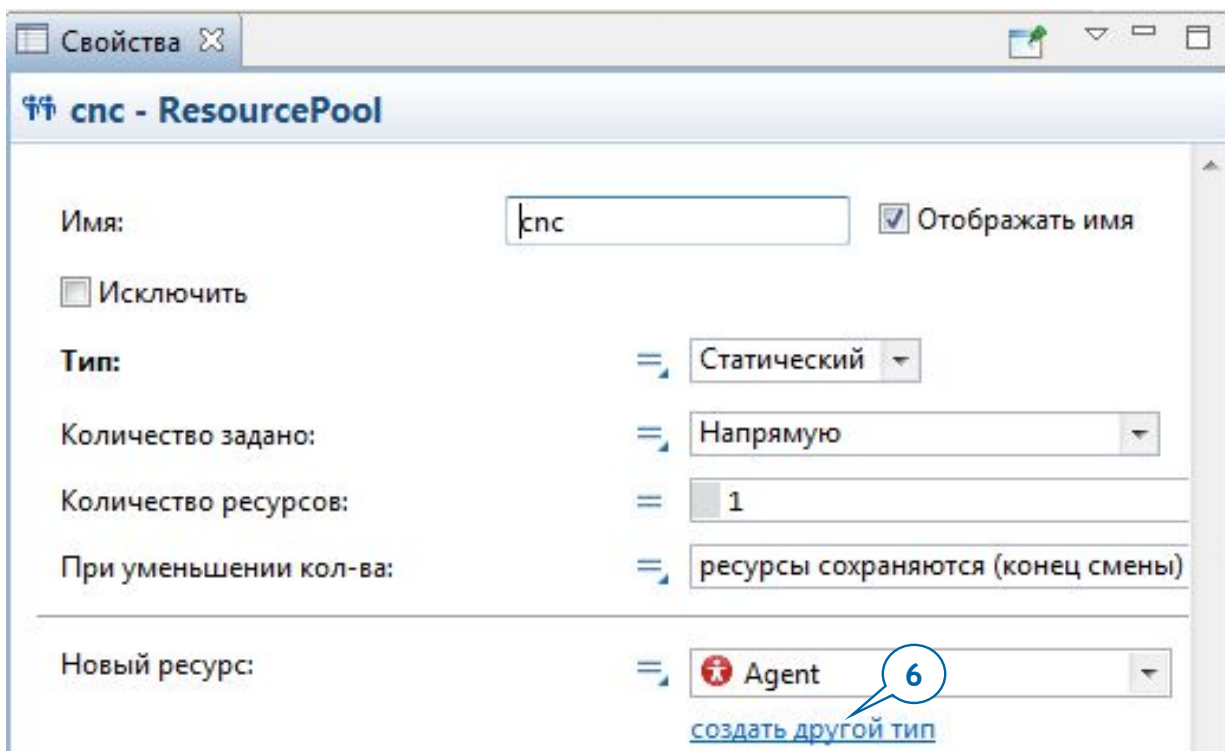 Свойства
cnc - ResourcePool
Имя: cnc Отображать имя
Исключить
Тип: Статический
Количество задано: Напрямую
Количество ресурсов: 1
При уменьшении кол-ва: ресурсы сохраняются (конец смены)
Новый ресурс: Agent 6
создать другой тип